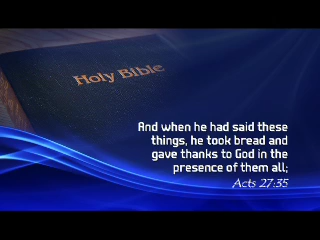 Holy Bible
And when he had said these
things, he took bread and
gave thanks to God in the
presence of them all;
Acts 27:35